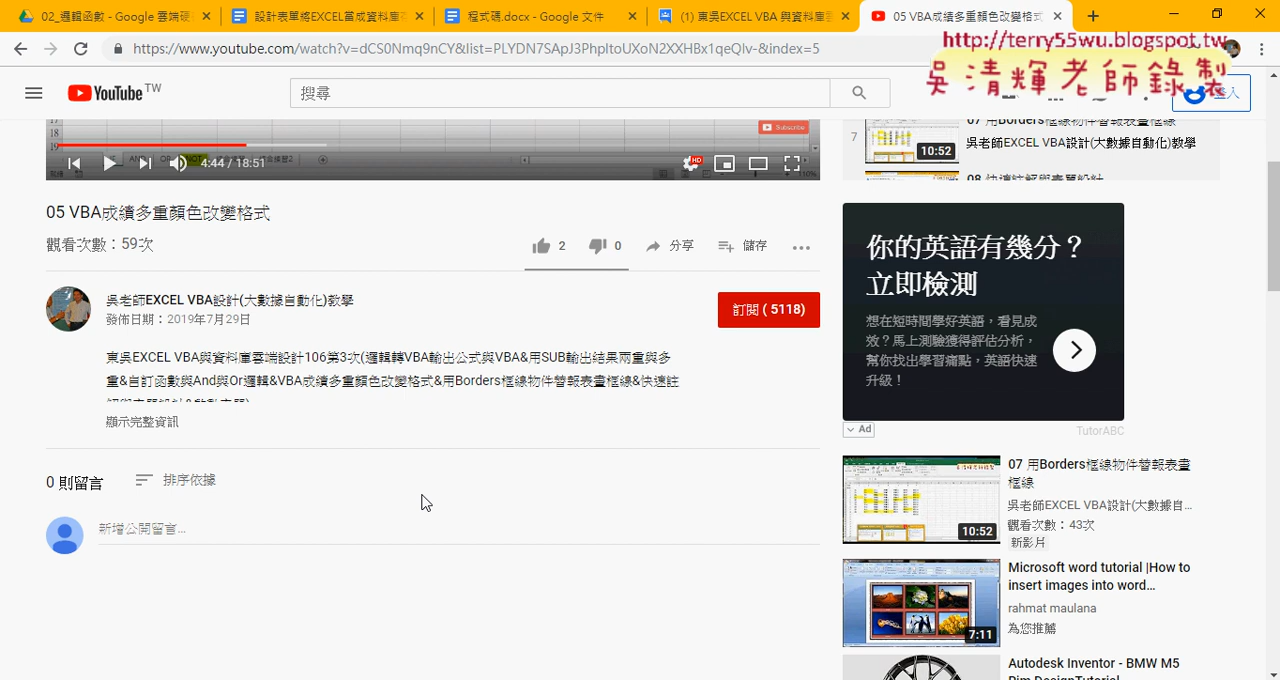 02_邏輯函數 - Google 雲端硬
設計表單將EXCEL當成資料庫
程式碼.docx - Google 文件
(1) 東吳EXCEL VBA 與資料庫雲
05 VBA成績多重顏色改變格式
https://www.youtube.com/watch?v=dCS0Nmq9nCY&list=PLYDN7SApJ3PhpItoUXoN2XXHBx1qeQIv-&index=5
http://terry55wu.blogspot.tw
吳清輝老師錄製
YouTube TW
搜尋
登入
17
18
19
Subscribe
4:44 / 18:51
HD
7
10:52
07 用Borders框線物件替報表畫框線
吳老師EXCEL VBA設計(大數據自動化)教學
08 快速註解與表單設計
05 VBA成績多重顏色改變格式
觀看次數：59次
2
0
分享
儲存
吳老師EXCEL VBA設計(大數據自動化)教學
發佈日期：2019年7月29日
訂閱 ( 5118)
東吳EXCEL VBA與資料庫雲端設計106第3次(邏輯轉VBA輸出公式與VBA&用SUB輸出結果兩重與多
重&自訂函數與And與Or邏輯&VBA成績多重顏色改變格式&用Borders框線物件替報表畫框線&快速註
顯示完整資訊
0 則留言
排序依據
新增公開留言...
你的英語有幾分？
立即檢測
想在短時間學好英語，看見成
效？馬上測驗獲得評估分析，
幫你找出學習痛點，英語快速
升級！
Ad
TutorABC
07 用Borders框線物件替報表畫
框線
吳老師EXCEL VBA設計(大數據自...
觀看次數：43次
新影片
10:52
Microsoft word tutorial |How to
insert images into word…
rahmat maulana
為您推薦
7:11
Autodesk Inventor - BMW M5
Rim DesignTutorial